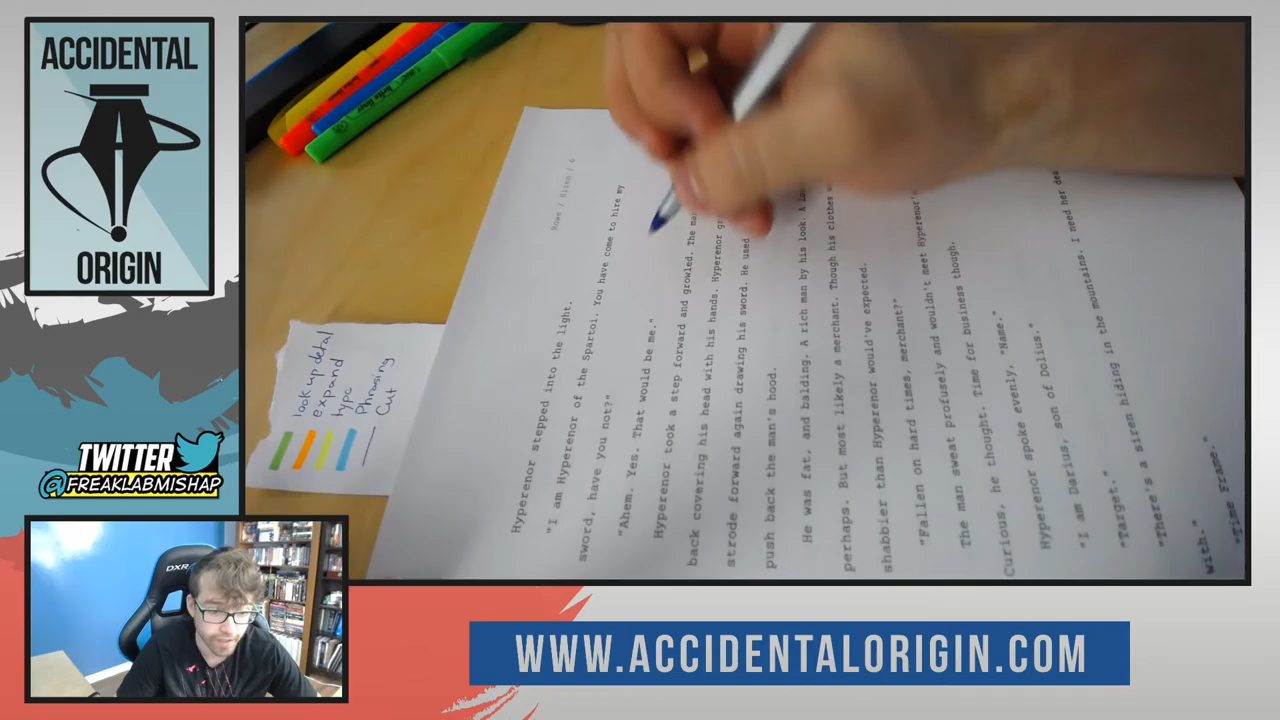 ACCIDENTAL
ORIGIN
TWITTER
@FREAKLABMISHAP
DXR
look up detail
expand
typo
Phrasing
Cut
Rowe / Siren / 6
Hyperenor stepped into the light.
"I am Hyperenor of the spartoi. You have come to hire my
sword, have you not?"
"Ahem. Yes. That would be me."
Hyperenor took a step forward and growled. The
back covering his head with his hands. Hyperenor
strode forward again drawing his sword. He used
push back the man's hood.
He was fat, and balding. A rich man by his look. A
perhaps. But most likely a merchant. Though his clothes
shabbier than Hyperenor would've expected.
"Fallen on hard times, merchant?"
The man sweat profusely and wouldn't meet Hyperenor's
Curious, he thought. Time for business though.
Hyperenor spoke evenly, "Name."
"I am Darius, son of Dolius."
"Target."
"There's a siren hiding in the mountains. I need her
with."
"Time Frame."
WWW.ACCIDENTALORIGIN.COM